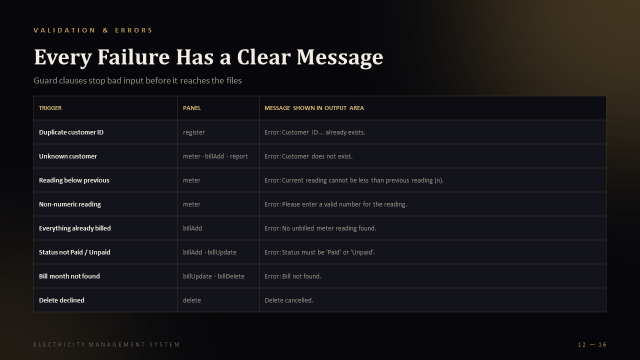 VALIDATION & ERRORS
Every Failure Has a Clear Message
Guard clauses stop bad input before it reaches the files
TRIGGER PANEL MESSAGE SHOWN IN OUTPUT AREA
Duplicate customer ID register Error: Customer ID ... already exists.
Unknown customer meter · billAdd · report Error: Customer does not exist.
Reading below previous meter Error: Current reading cannot be less than previous reading (n).
Non-numeric reading meter Error: Please enter a valid number for the reading.
Everything already billed billAdd Error: No unbilled meter reading found.
Status not Paid / Unpaid billAdd · billUpdate Error: Status must be 'Paid' or 'Unpaid'.
Bill month not found billUpdate · billDelete Error: Bill not found.
Delete declined delete Delete cancelled.
ELECTRICITY MANAGEMENT SYSTEM 12 — 16